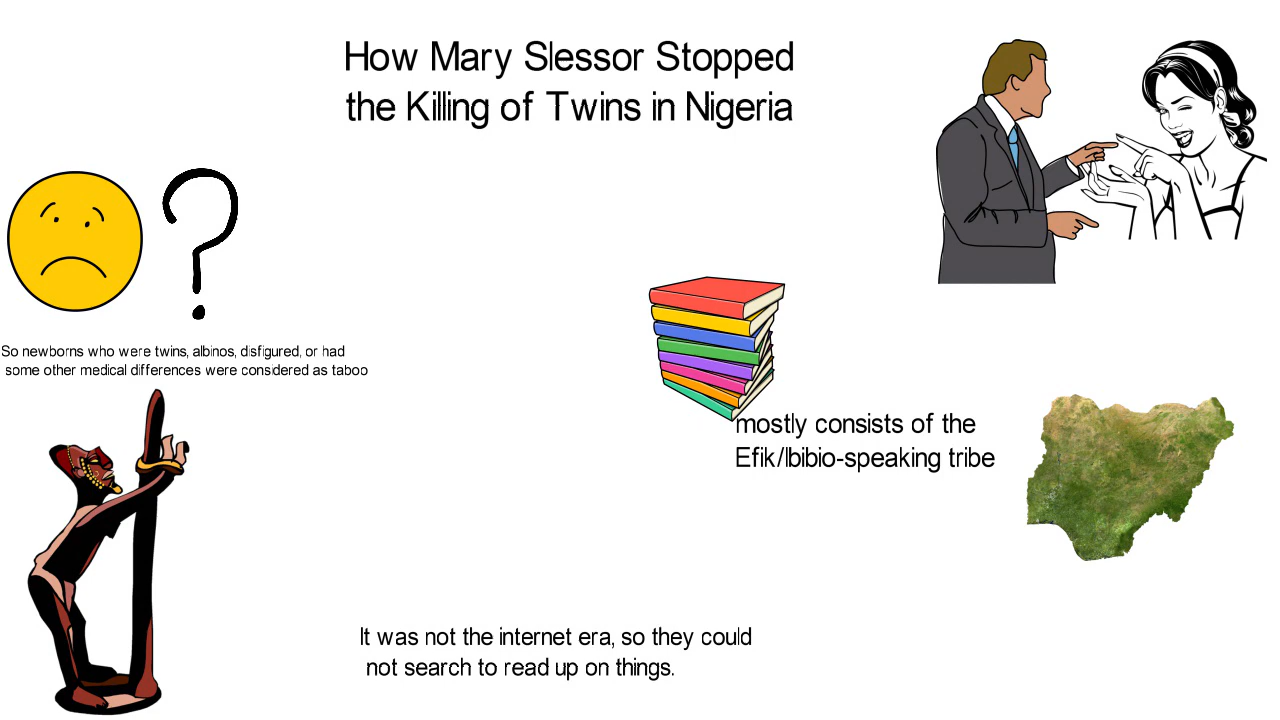 How Mary Slessor Stopped
the Killing of Twins in Nigeria
?
So newborns who were twins, albinos, disfigured, or had
some other medical differences were considered as taboo
mostly consists of the
Efik/Ibibio-speaking tribe
It was not the internet era, so they could
not search to read up on things.